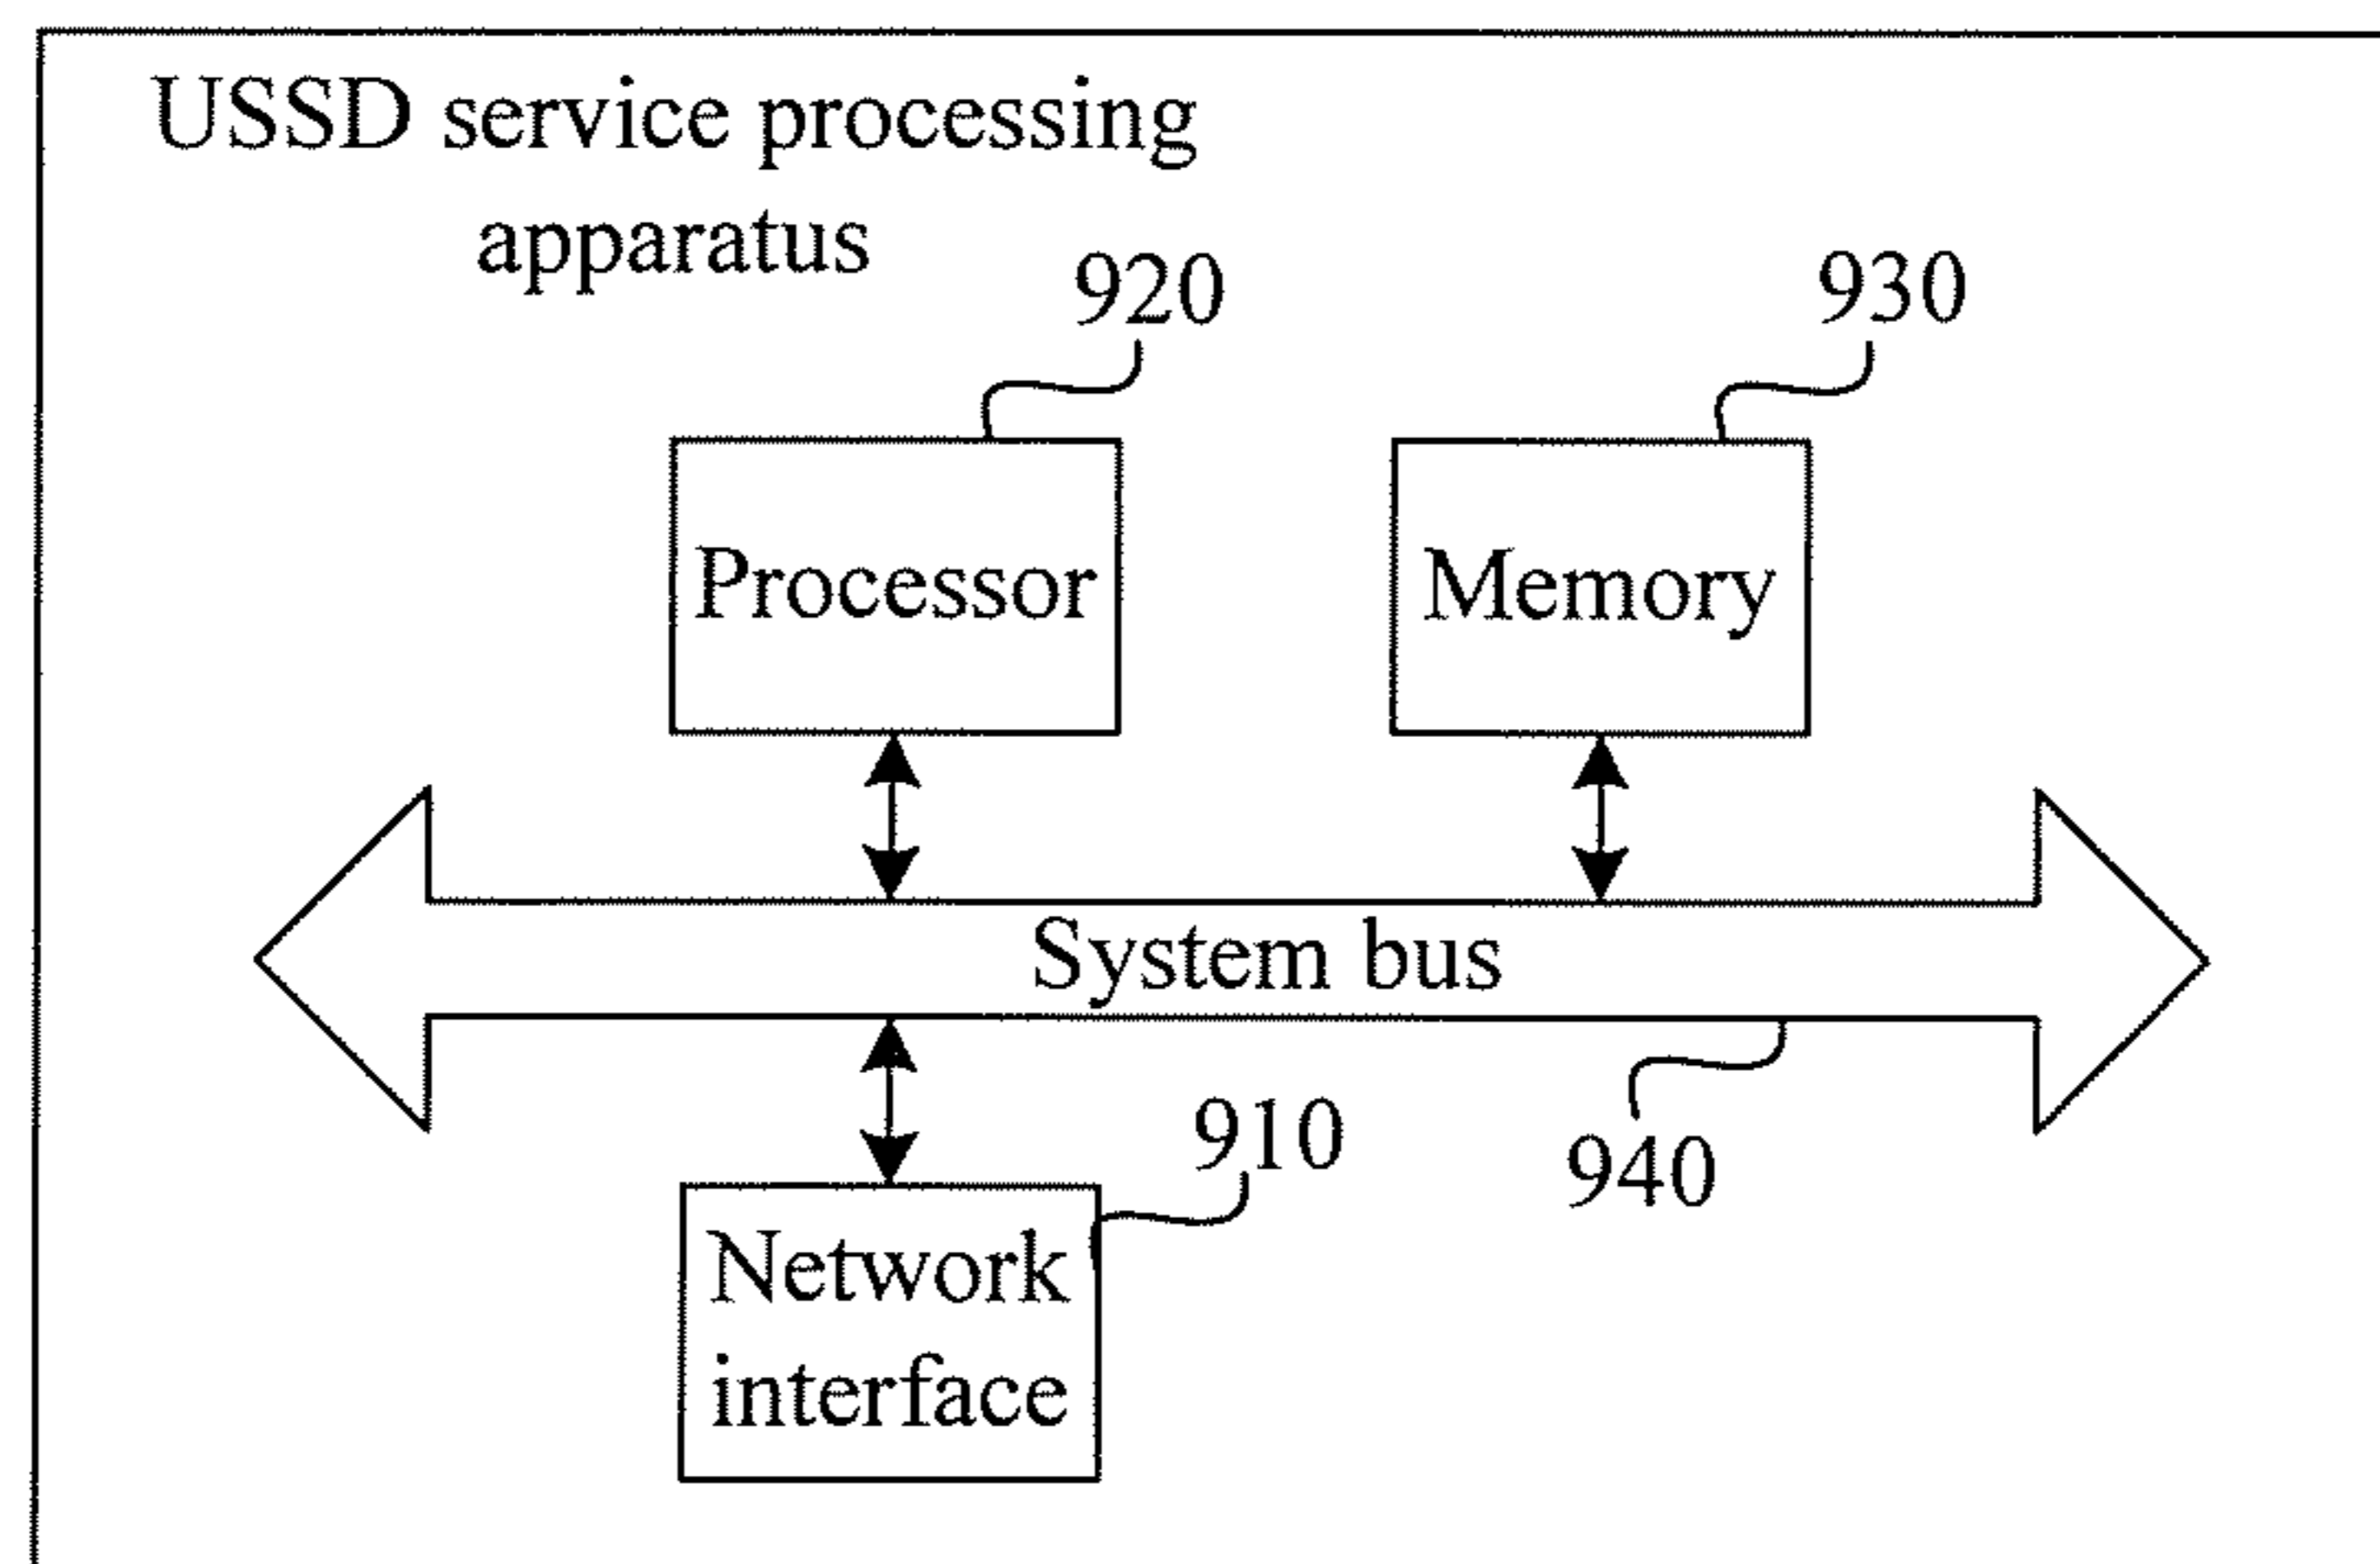 USSD service processing
apparatus
920
930
Processor
Memory
System bus
910
940
Network
interface